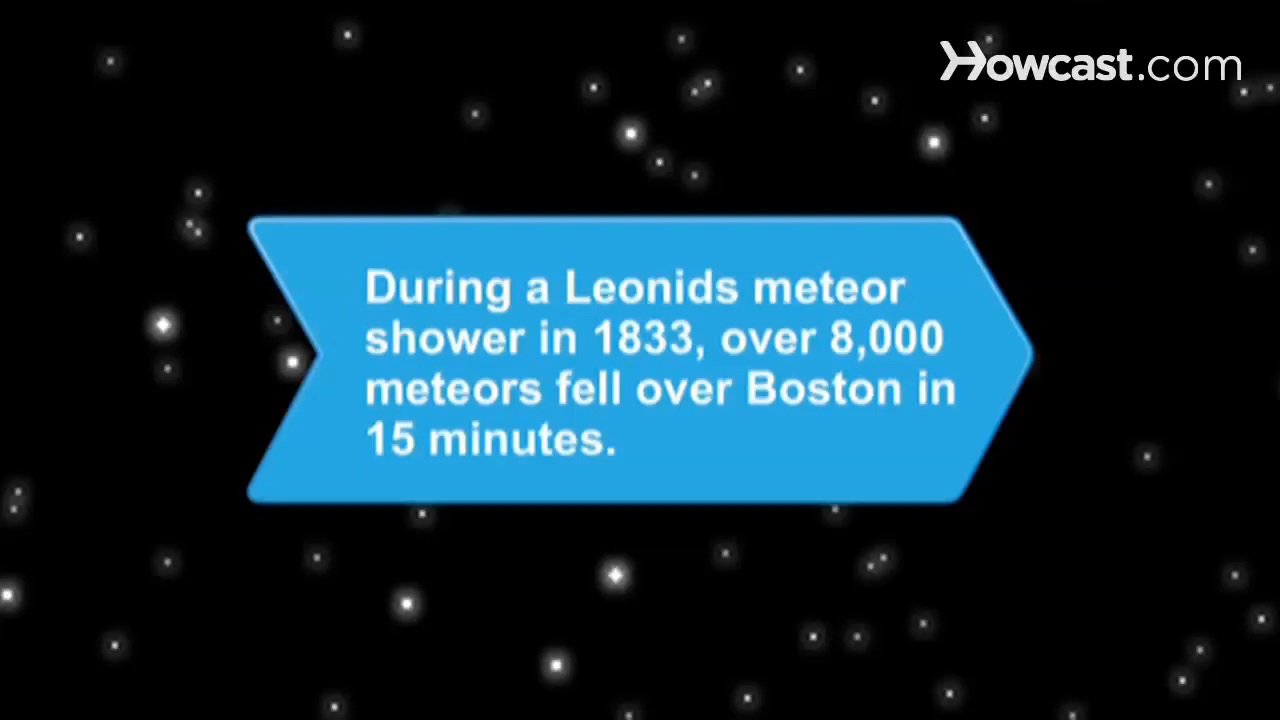 Howcast.com
During a Leonids meteor
shower in 1833, over 8,000
meteors fell over Boston in
15 minutes.